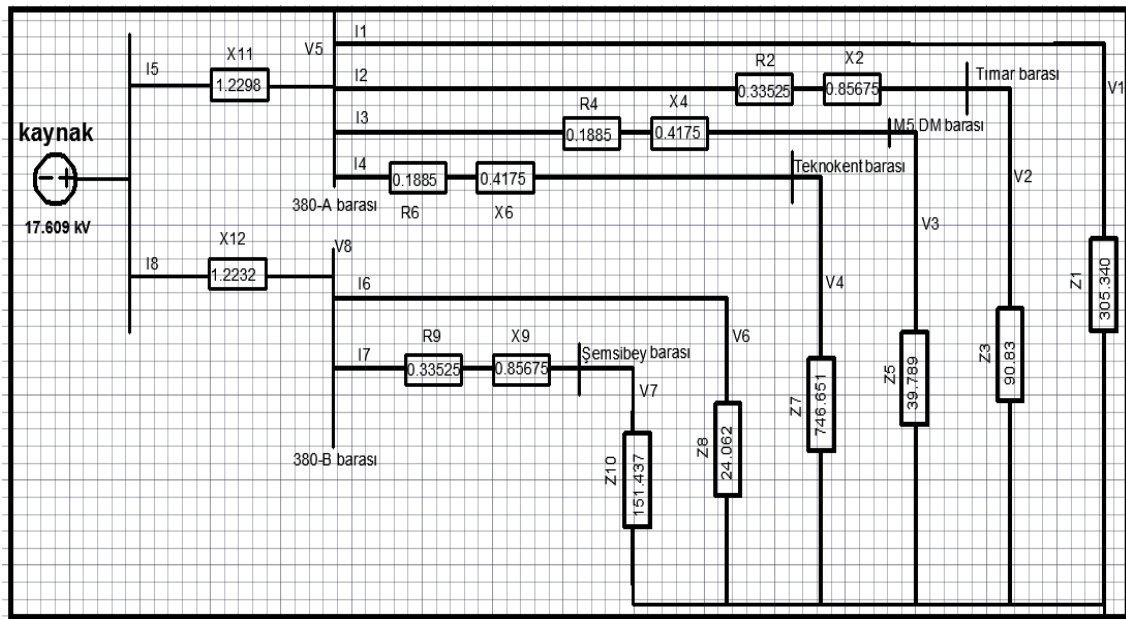 I1
V5
X11
I5
1.2298
I2
R2
X2
0.33525
0.85675
Tımar barası
V1
kaynak
17.609 kV
I3
R4
X4
0.1885
0.4175
M5 DM barası
I4
0.1885
0.4175
R6
X6
Teknokent barası
V2
380-A barası
V3
X12
V8
I8
1.2232
I6
V4
Z1
305.340
R9
X9
I7
0.33525
0.85675
Şemsibey barası
V6
V7
Z3
90.83
Z5
39.789
Z7
746.651
Z8
24.062
Z10
151.437
380-B barası